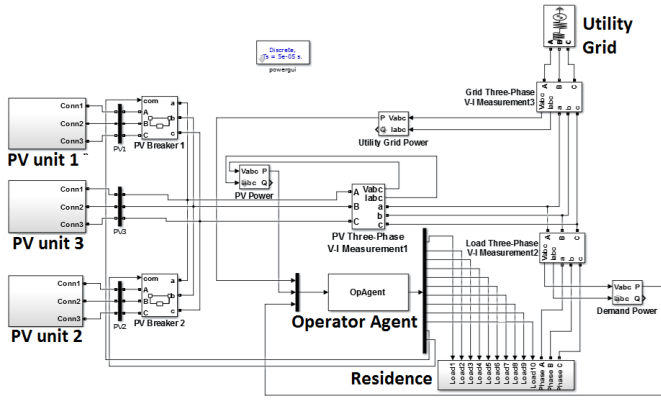 Utility
Grid
A B C
Discrete,
Ts = 5e-05 s.
powergui
Grid Three-Phase
V-I Measurement3
Vabc
Iabc
A
B
C
a
b
c
P Vabc
Q Iabc
Utility Grid Power
Conn1
Conn2
Conn3
PV unit 1
PV1
com
A
B
C
a
b
c
PV Breaker 1
Vabc P
Iabc Q
PV Power
Conn1
Conn2
Conn3
PV unit 3
PV3
A
B
C
Vabc
Iabc
a
b
c
PV Three-Phase
V-I Measurement1
Load Three-Phase
V-I Measurement2
Vabc
Iabc
A
B
C
a
b
c
Conn1
Conn2
Conn3
PV unit 2
PV2
com
A
B
C
a
b
c
PV Breaker 2
OpAgent
Operator Agent
Vabc P
Iabc Q
Demand Power
Residence
Load1
Load2
Load3
Load4
Load5
Load6
Load7
Load8
Load9
Load10
Phase A
Phase B
Phase C